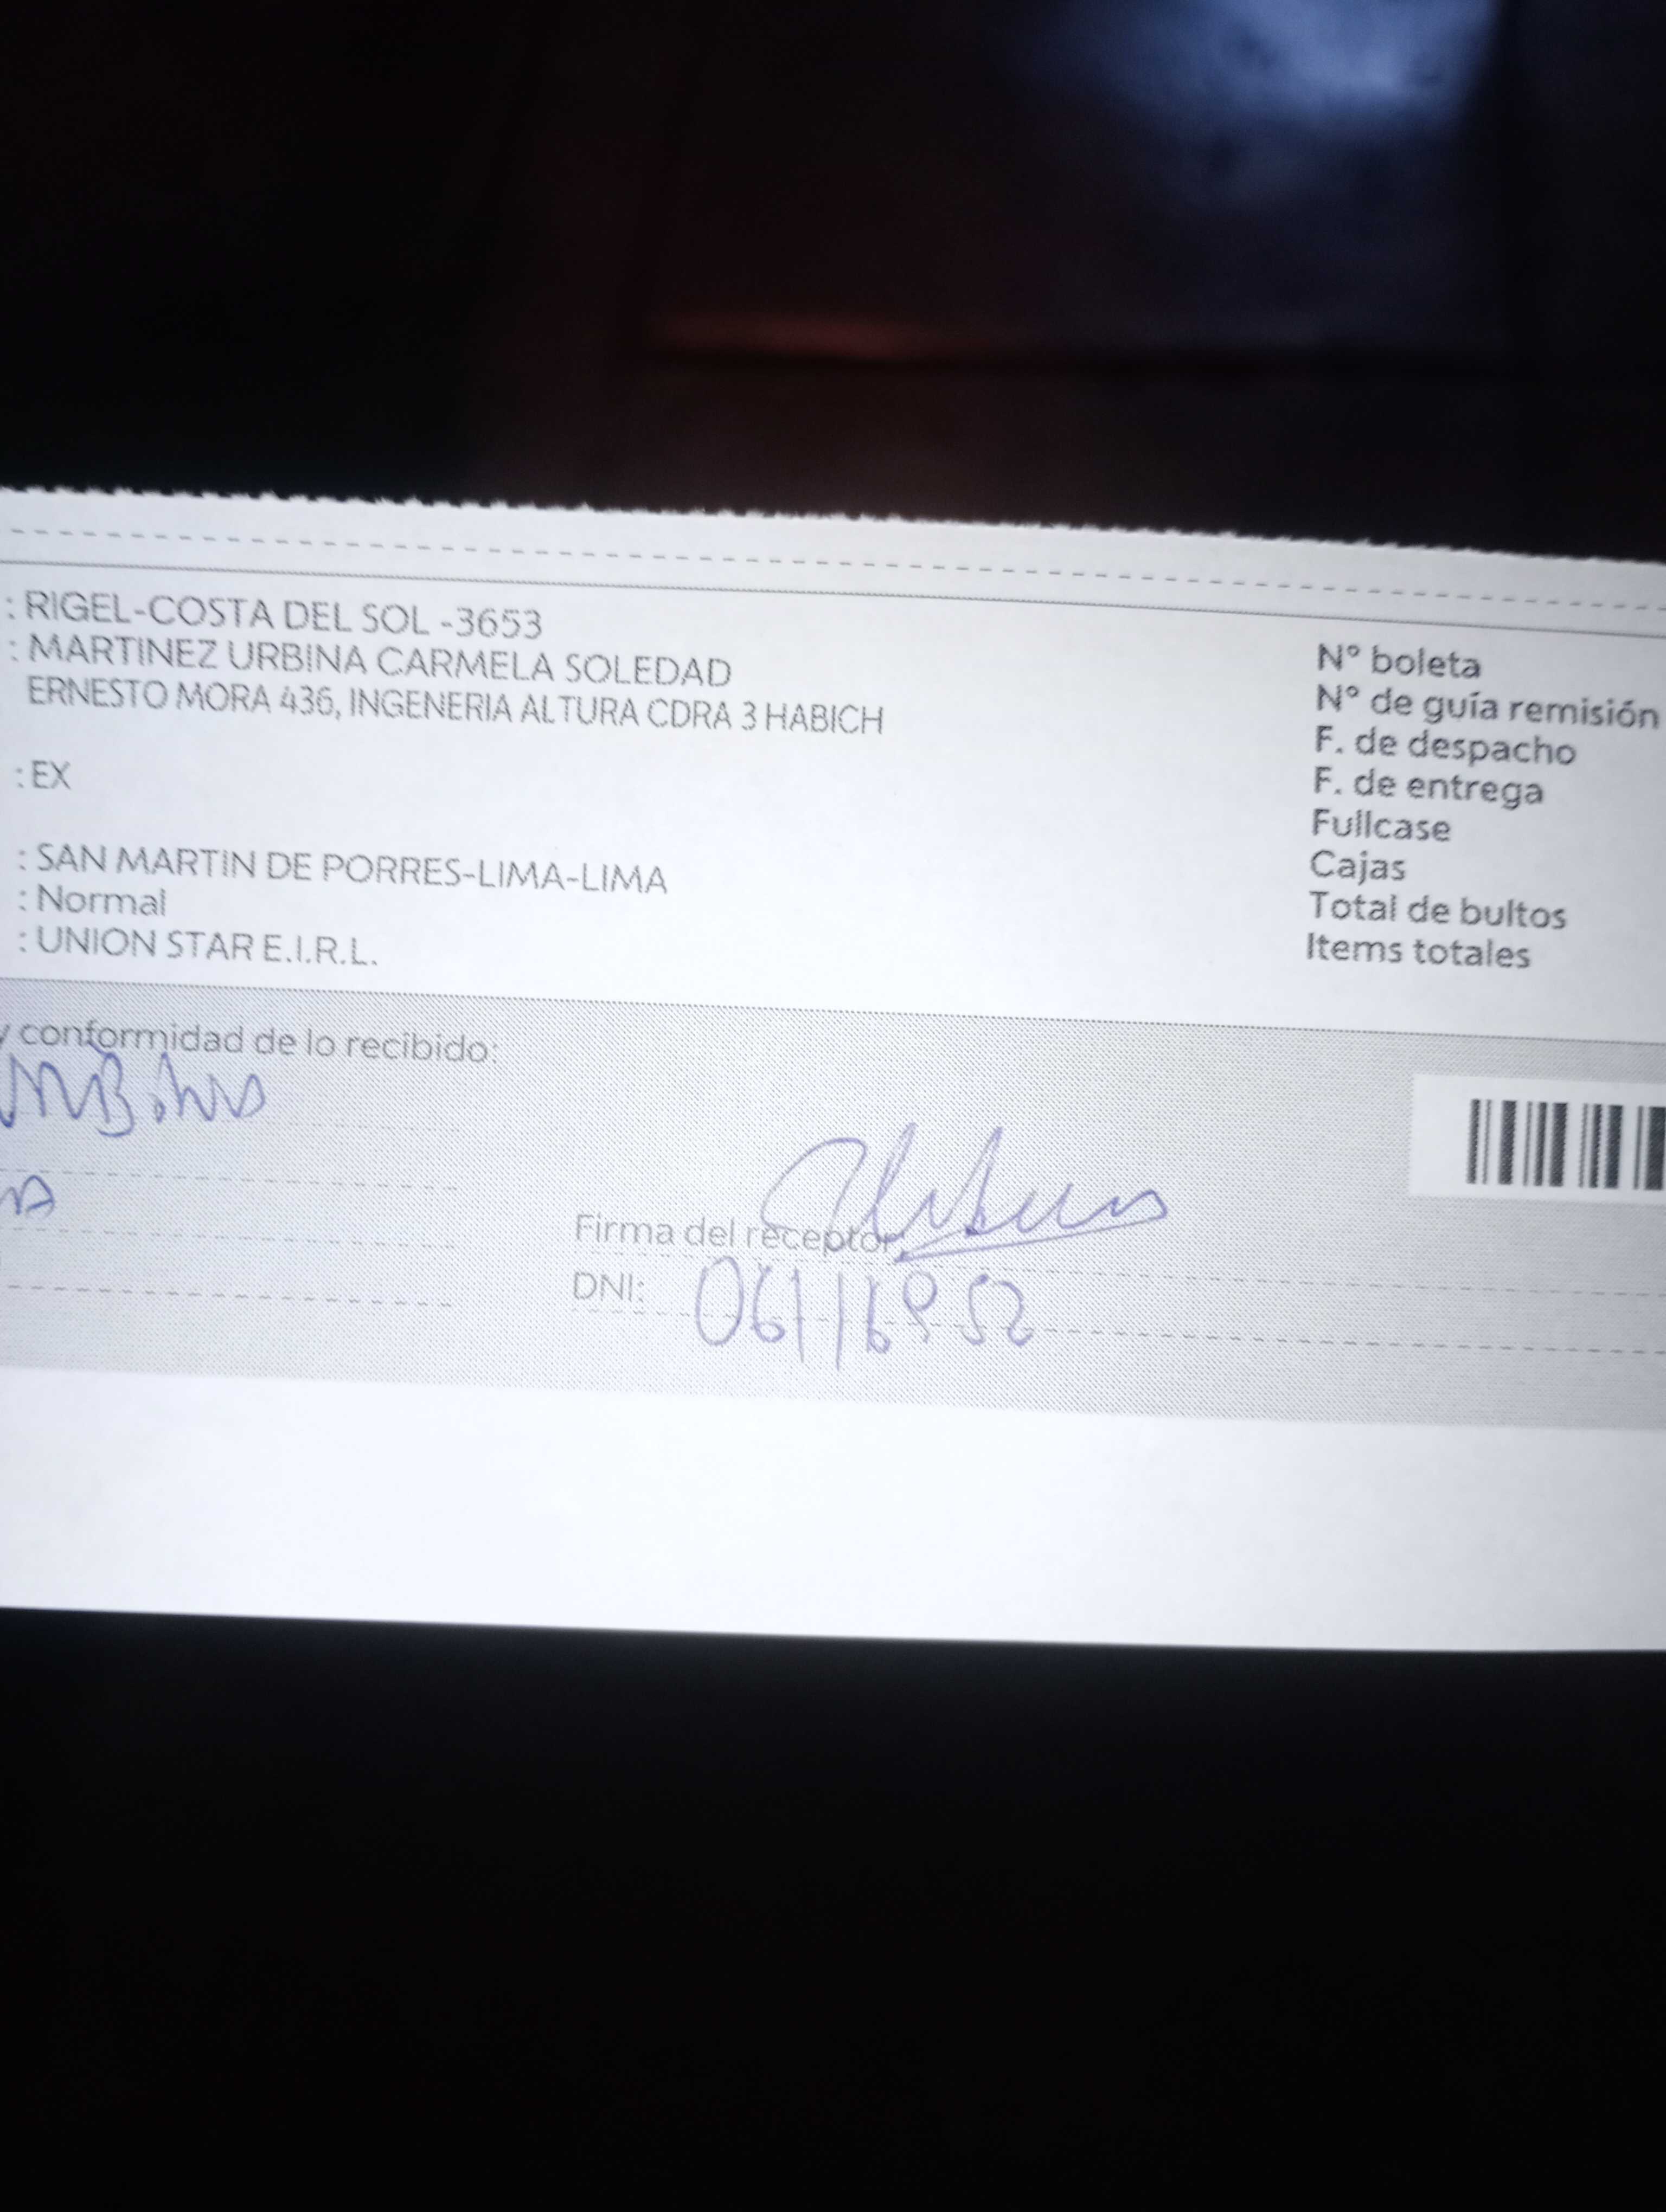 : RIGEL-COSTA DEL SOL -3653
: MARTINEZ URBINA CARMELA SOLEDAD
ERNESTO MORA 436, INGENERIA ALTURA CDRA 3 HABICH
: EX
: SAN MARTIN DE PORRES-LIMA-LIMA
: Normal
: UNION STAR E.I.R.L.
N° boleta
N° de guía remisión
F. de despacho
F. de entrega
Fullcase
Cajas
Total de bultos
Items totales
y conformidad de lo recibido:
Firma del receptor:
DNI: 06116952